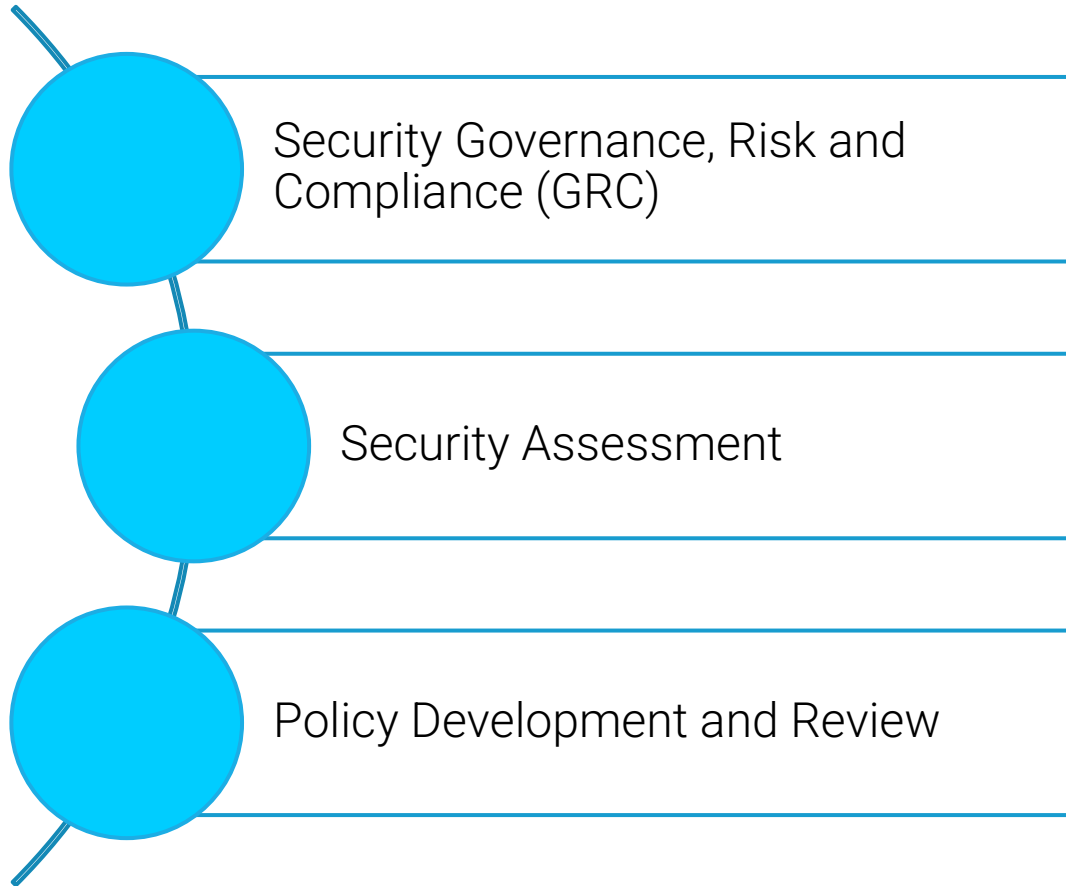 Security Governance, Risk and
Compliance (GRC)
Security Assessment
Policy Development and Review